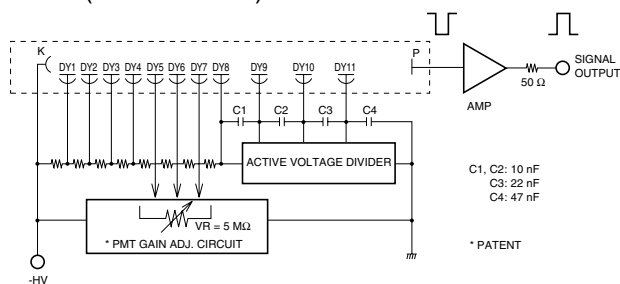 K
DY1 DY2 DY3 DY4 DY5 DY6 DY7 DY8 DY9 DY10 DY11
P
SIGNAL
OUTPUT
50 Ω
AMP
C1 C2 C3 C4
ACTIVE VOLTAGE DIVIDER
C1, C2: 10 nF
C3: 22 nF
C4: 47 nF
VR = 5 MΩ
* PMT GAIN ADJ. CIRCUIT
* PATENT
-HV